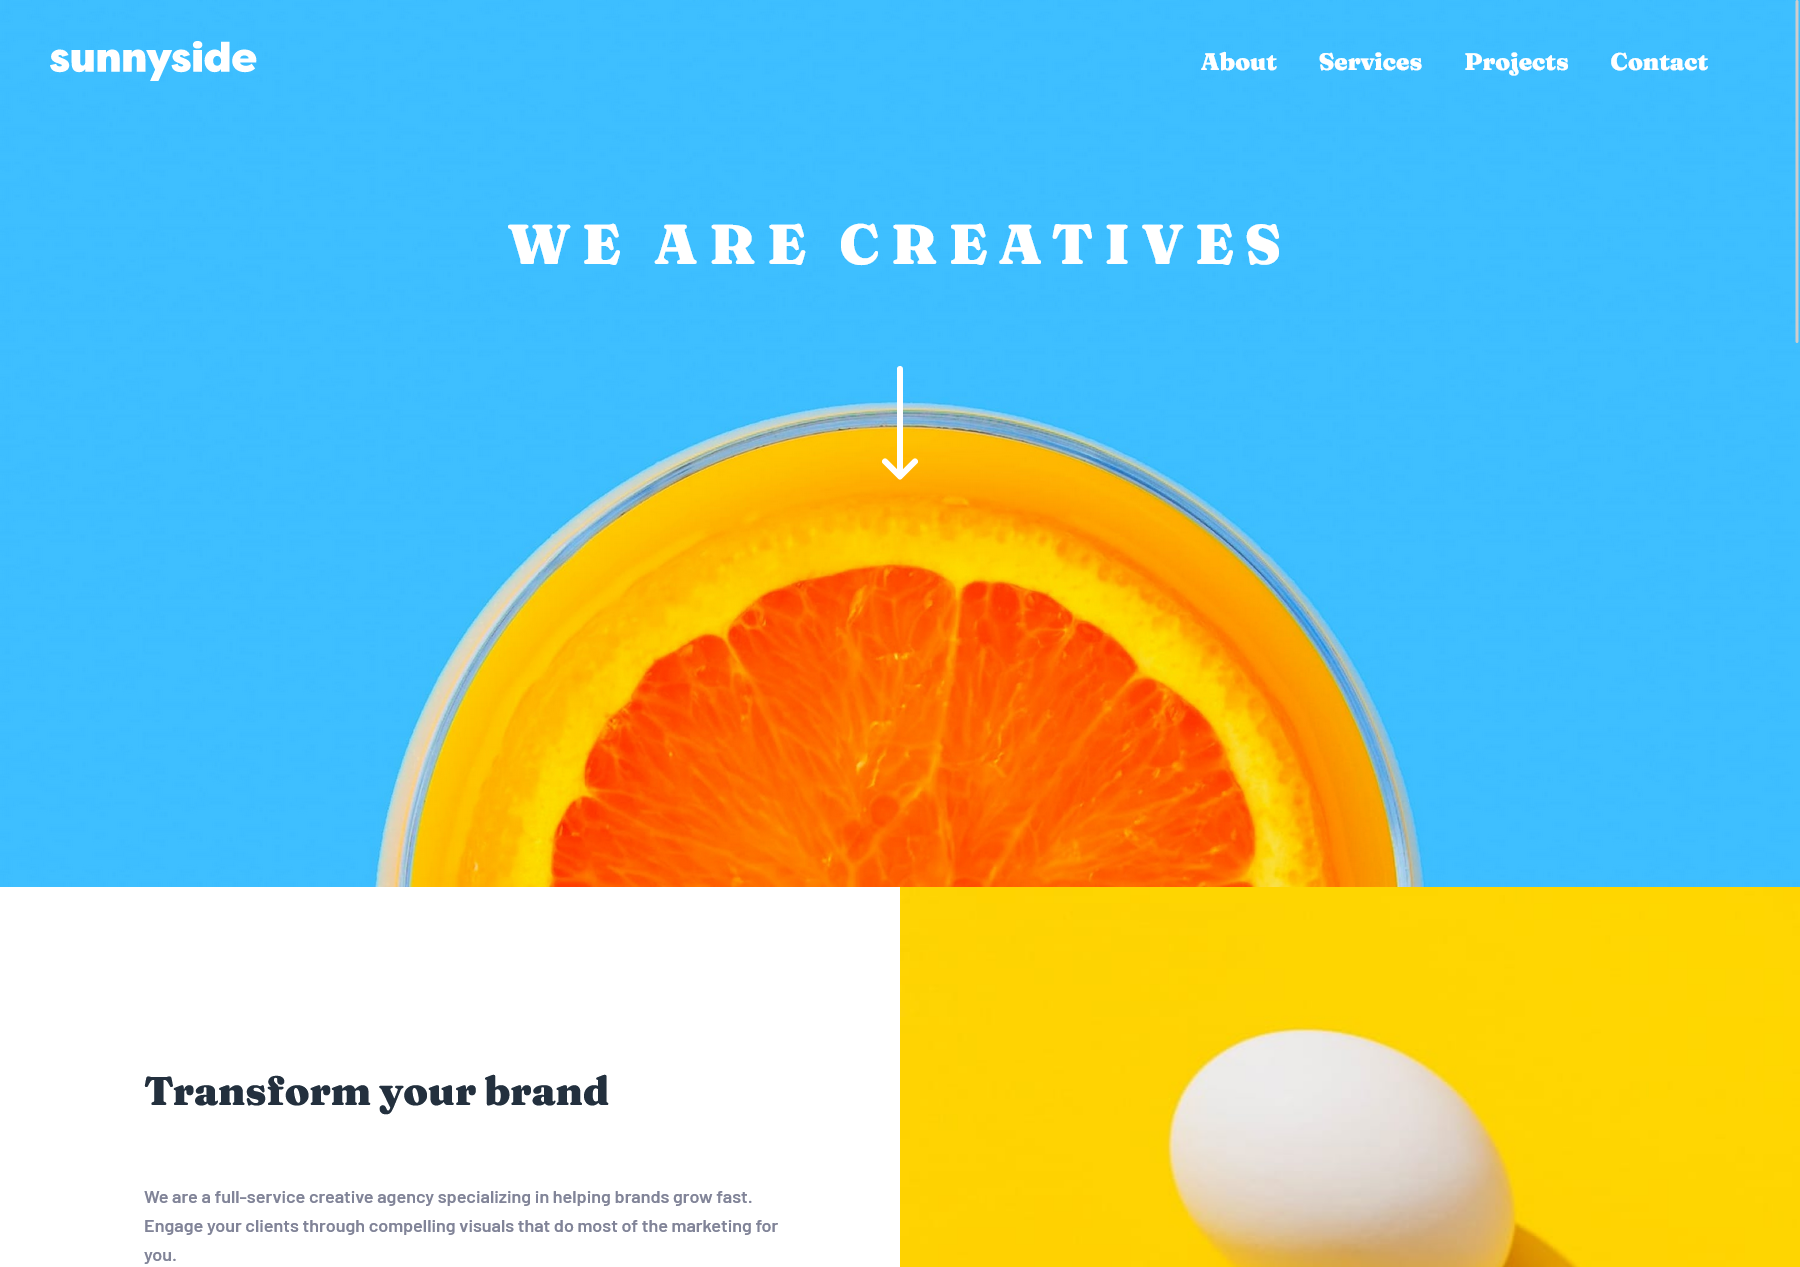 sunnyside
About Services Projects Contact
WE ARE CREATIVES
Transform your brand
We are a full-service creative agency specializing in helping brands grow fast.
Engage your clients through compelling visuals that do most of the marketing for
you.